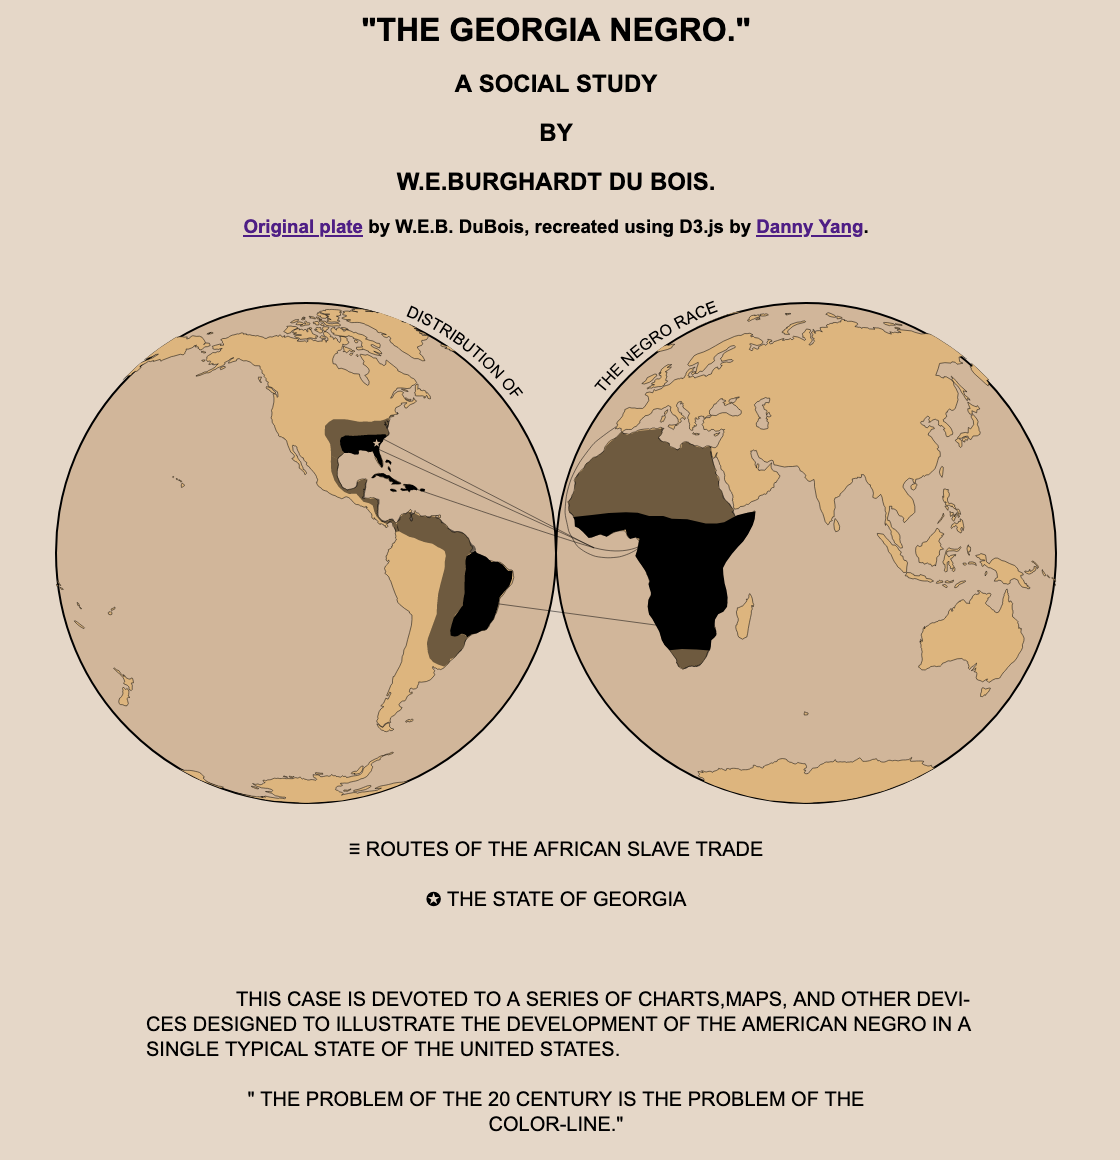 "THE GEORGIA NEGRO."
A SOCIAL STUDY
BY
W.E.BURGHARDT DU BOIS.
Original plate by W.E.B. DuBois, recreated using D3.js by Danny Yang.
DISTRIBUTION OF
THE NEGRO RACE
≡ ROUTES OF THE AFRICAN SLAVE TRADE
✪ THE STATE OF GEORGIA
THIS CASE IS DEVOTED TO A SERIES OF CHARTS,MAPS, AND OTHER DEVI-
CES DESIGNED TO ILLUSTRATE THE DEVELOPMENT OF THE AMERICAN NEGRO IN A
SINGLE TYPICAL STATE OF THE UNITED STATES.
" THE PROBLEM OF THE 20 CENTURY IS THE PROBLEM OF THE
COLOR-LINE."